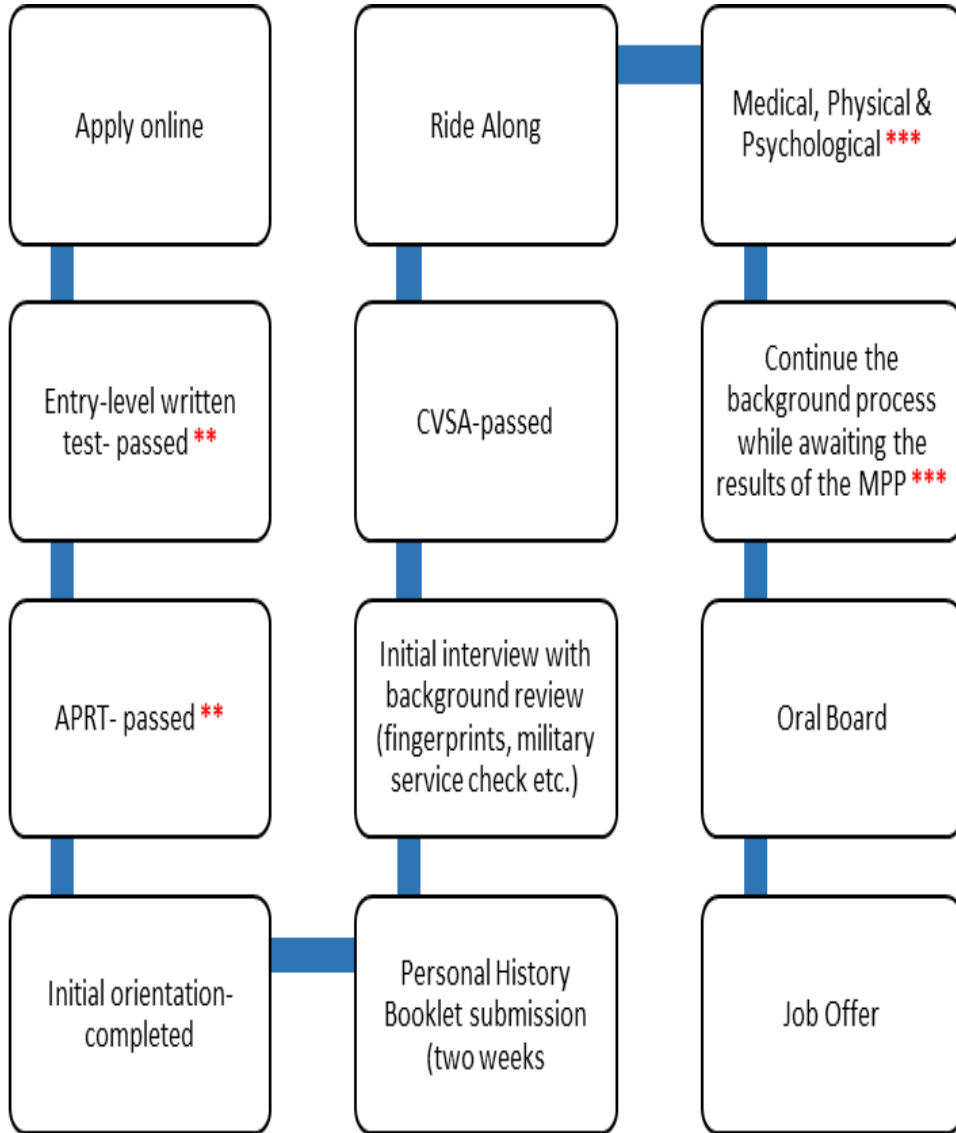 Apply online
Entry-level written
test- passed **
APRT- passed **
Initial orientation-
completed
Personal History
Booklet submission
(two weeks
Initial interview with
background review
(fingerprints, military
service check etc.)
CVSA-passed
Ride Along
Medical, Physical &
Psychological ***
Continue the
background process
while awaiting the
results of the MPP ***
Oral Board
Job Offer